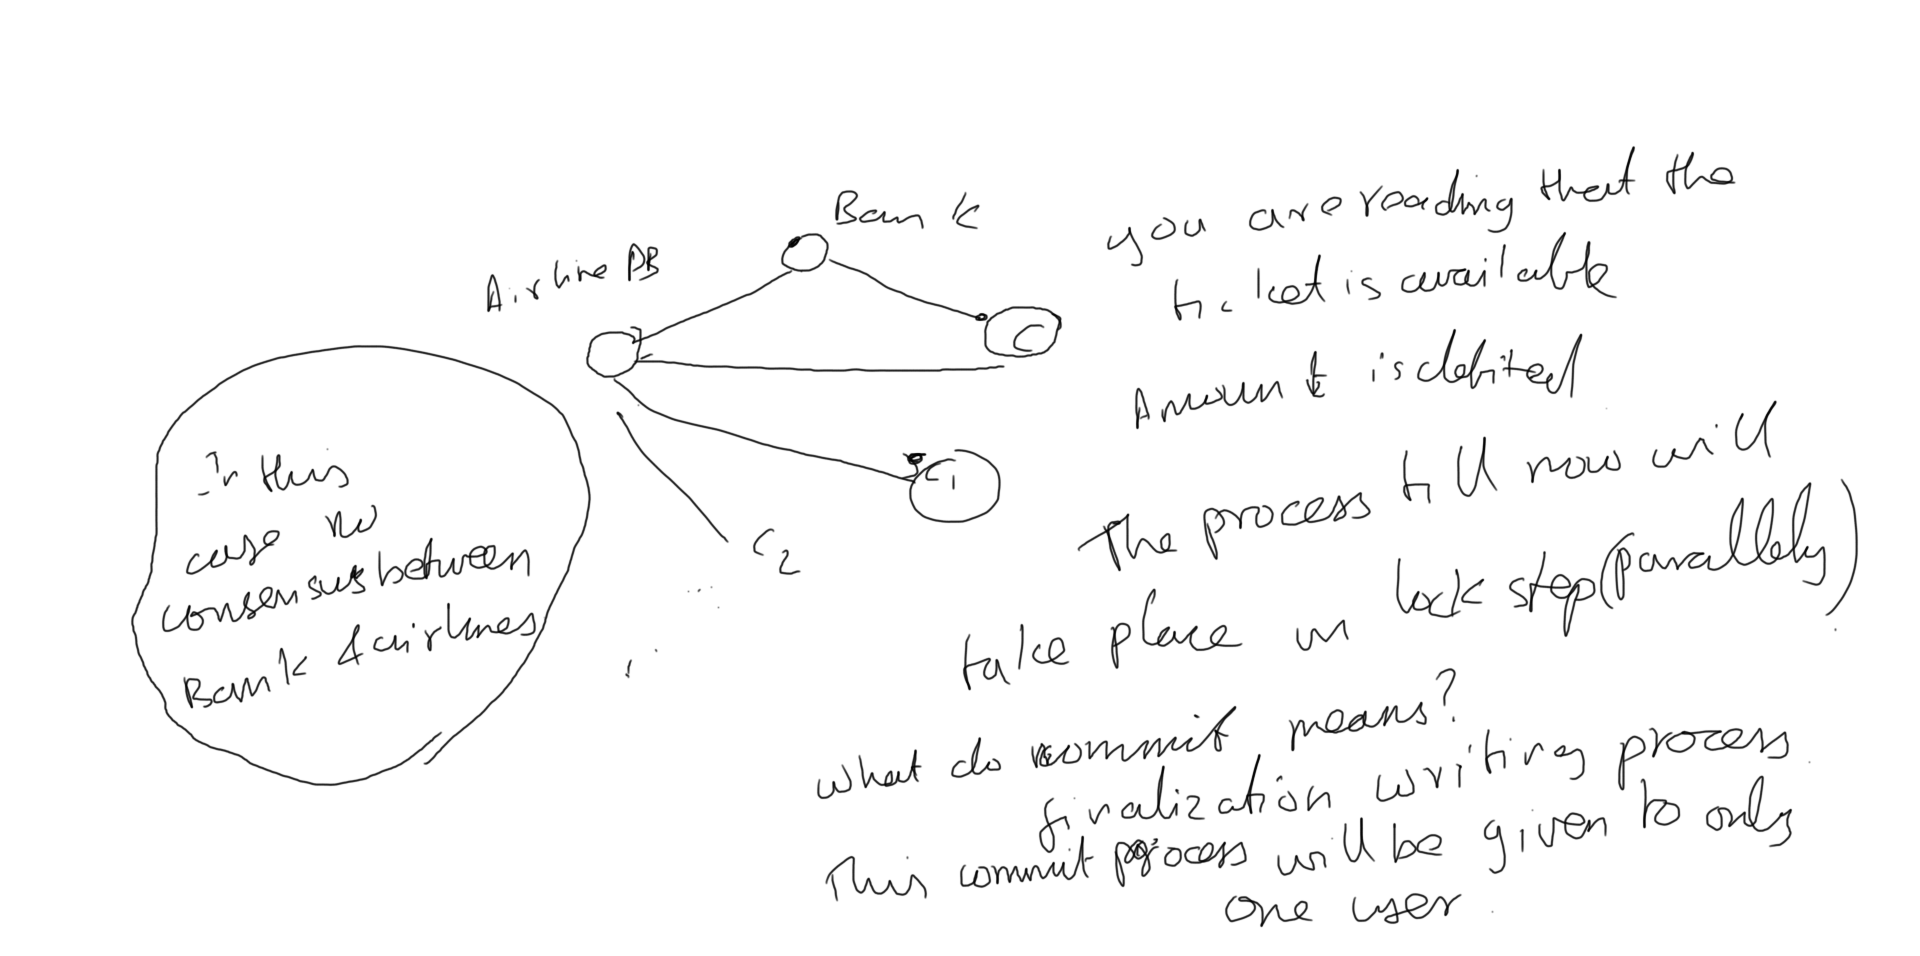 Bank
Airline DB
C
C1
C2
In this
case no
consensus between
Bank & airlines
you are reading that the
ticket is available
Amount is debited
The process till now will
take place in lock step (parallely)
what do commit means?
finalization writing process
This commit process will be given to only
one user